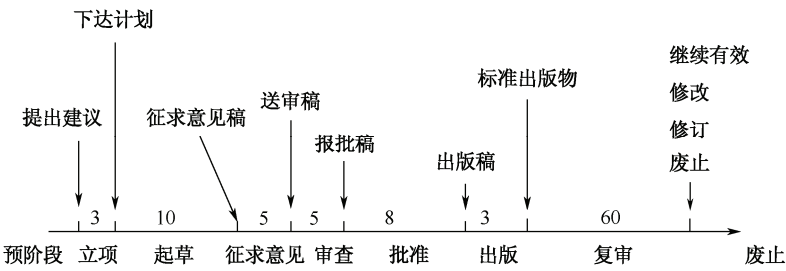 下达计划
继续有效
标准出版物
修改
送审稿
提出建议
征求意见稿
修订
报批稿
出版稿
废止
3 10 5 5 8 3 60
预阶段 立项 起草 征求意见 审查 批准 出版 复审 废止